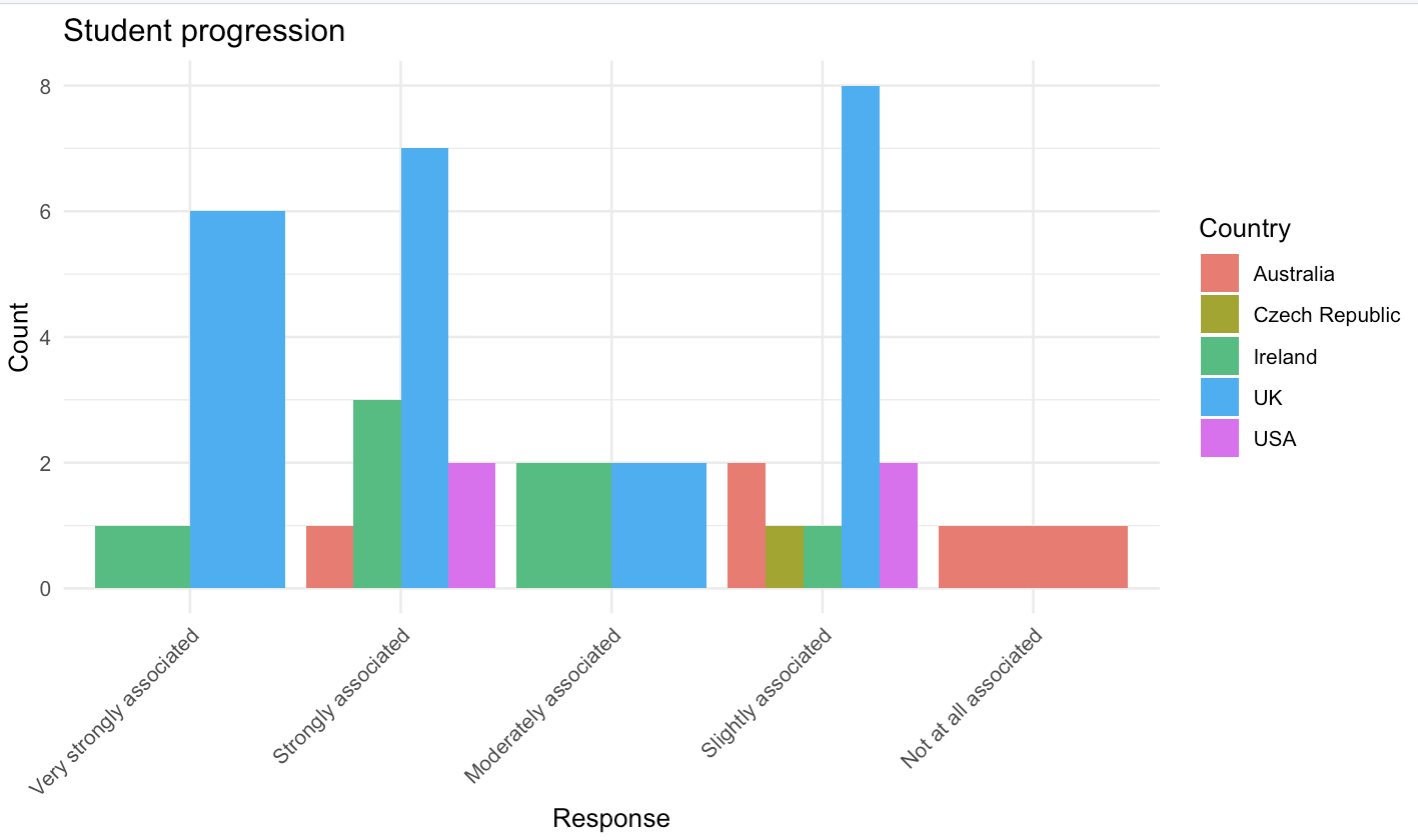 Student progression
Count
8
6
4
2
0
Very strongly associated
Strongly associated
Moderately associated
Slightly associated
Not at all associated
Response
Country
Australia
Czech Republic
Ireland
UK
USA